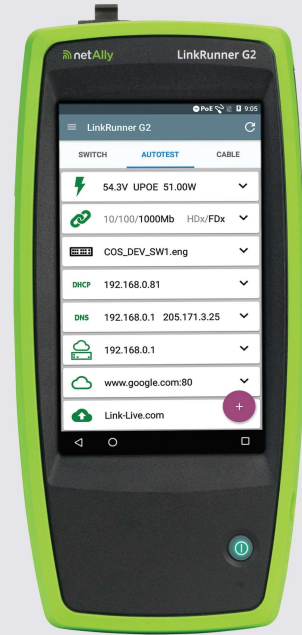 netAlly LinkRunner G2
PoE 9:05
LinkRunner G2
SWITCH AUTOTEST CABLE
54.3V UPOE 51.00W
10/100/1000Mb HDx/FDx
COS_DEV_SW1.eng
DHCP 192.168.0.81
DNS 192.168.0.1 205.171.3.25
192.168.0.1
www.google.com:80
Link-Live.com